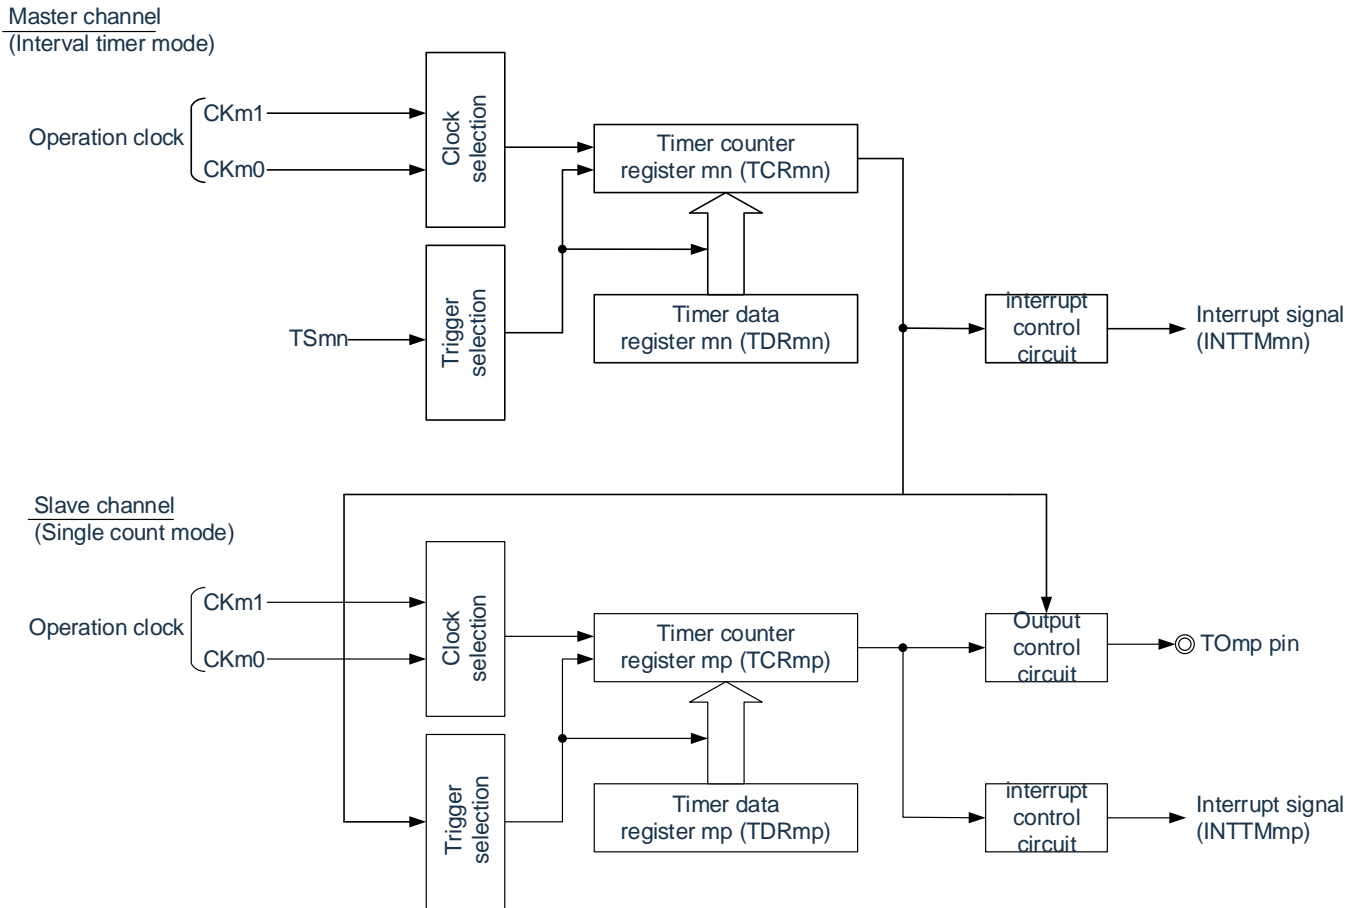 Master channel
(Interval timer mode)
Operation clock
CKm1
CKm0
Clock
selection
Timer counter
register mn (TCRmn)
TSmn
Trigger
selection
Timer data
register mn (TDRmn)
interrupt
control
circuit
Interrupt signal
(INTTMmn)
Slave channel
(Single count mode)
Operation clock
CKm1
CKm0
Clock
selection
Timer counter
register mp (TCRmp)
Output
control
circuit
TOmp pin
Trigger
selection
Timer data
register mp (TDRmp)
interrupt
control
circuit
Interrupt signal
(INTTMmp)